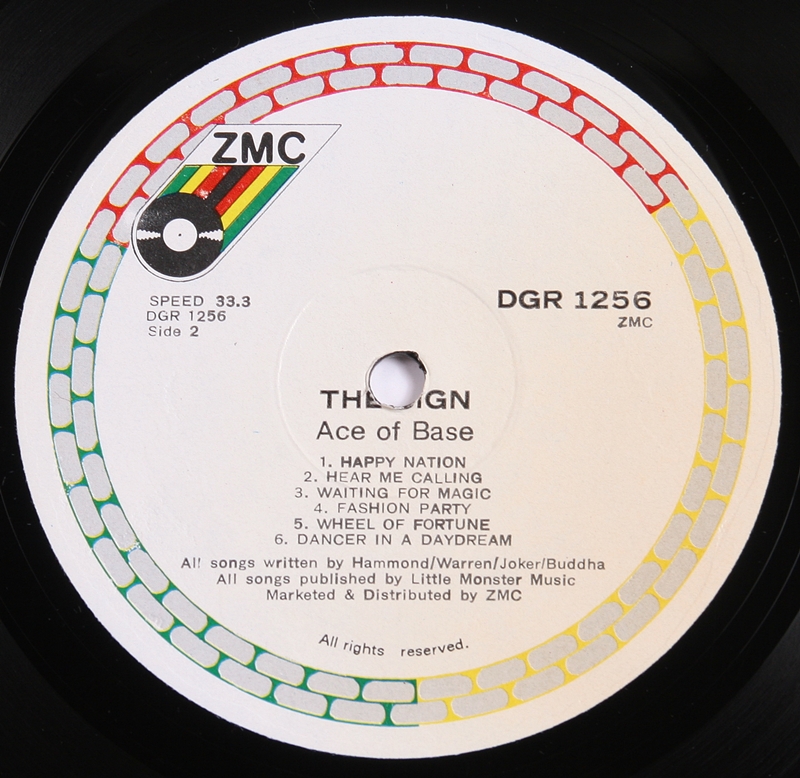 ZMC
SPEED 33.3
DGR 1256
Side 2
DGR 1256
ZMC
THE SIGN
Ace of Base
1. HAPPY NATION
2. HEAR ME CALLING
3. WAITING FOR MAGIC
4. FASHION PARTY
5. WHEEL OF FORTUNE
6. DANCER IN A DAYDREAM
All songs written by Hammond/Warren/Joker/Buddha
All songs published by Little Monster Music
Marketed & Distributed by ZMC
All rights reserved.